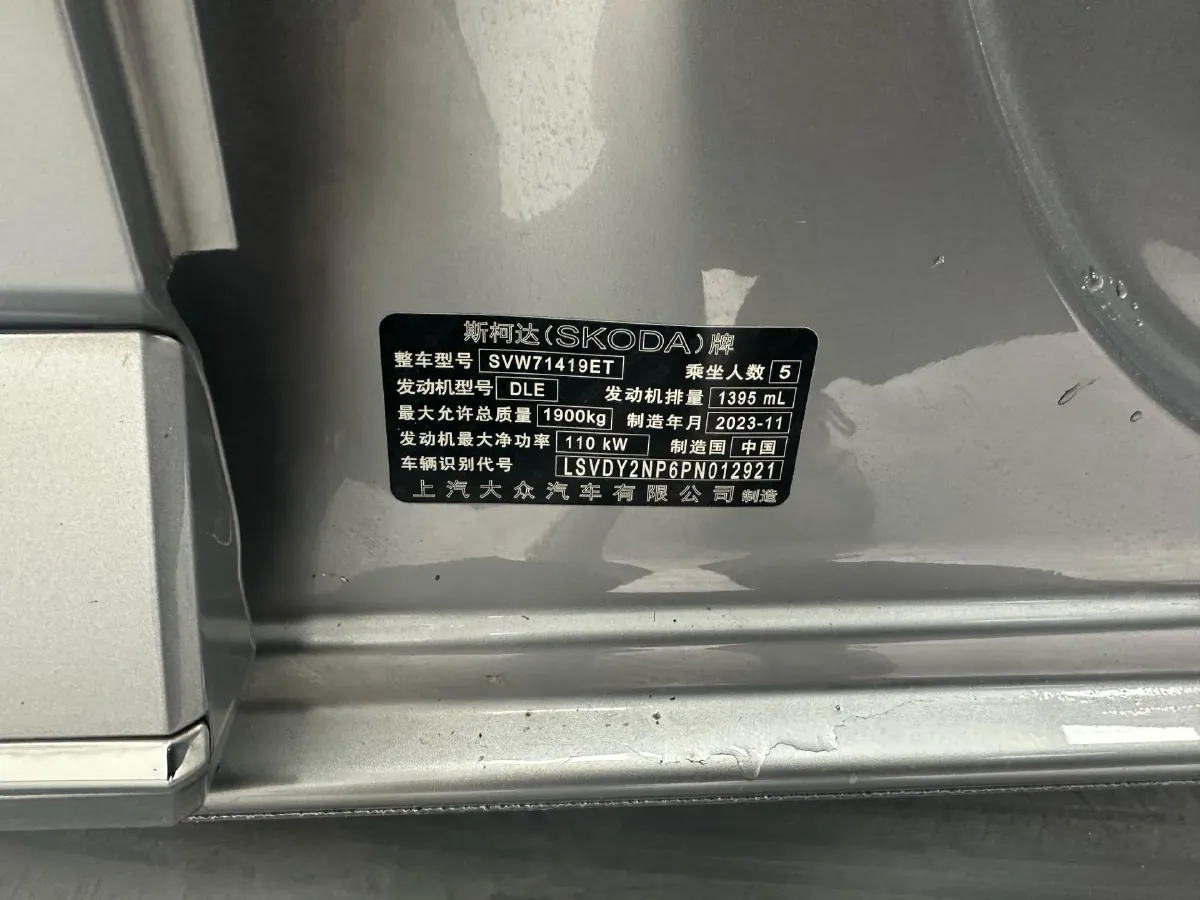 斯柯达(SKODA)牌
整车型号 SVW71419ET 乘坐人数 5
发动机型号 DLE 发动机排量 1395 mL
最大允许总质量 1900kg 制造年月 2023-11
发动机最大净功率 110 kW 制造国 中国
车辆识别代号 LSVDY2NP6PN012921
上汽大众汽车有限公司 制造